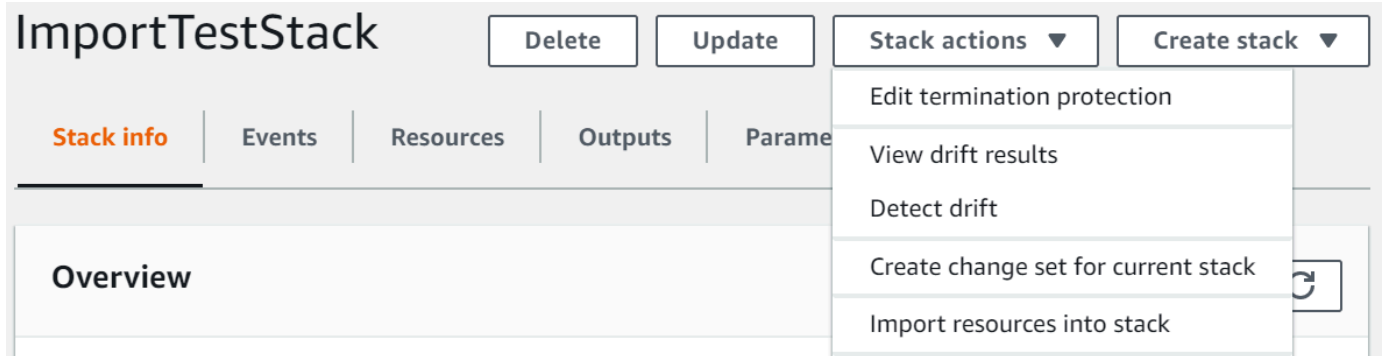 ImportTestStack
Delete
Update
Stack actions
Create stack
Edit termination protection
Stack info
Events
Resources
Outputs
Parame
View drift results
Detect drift
Create change set for current stack
Overview
Import resources into stack